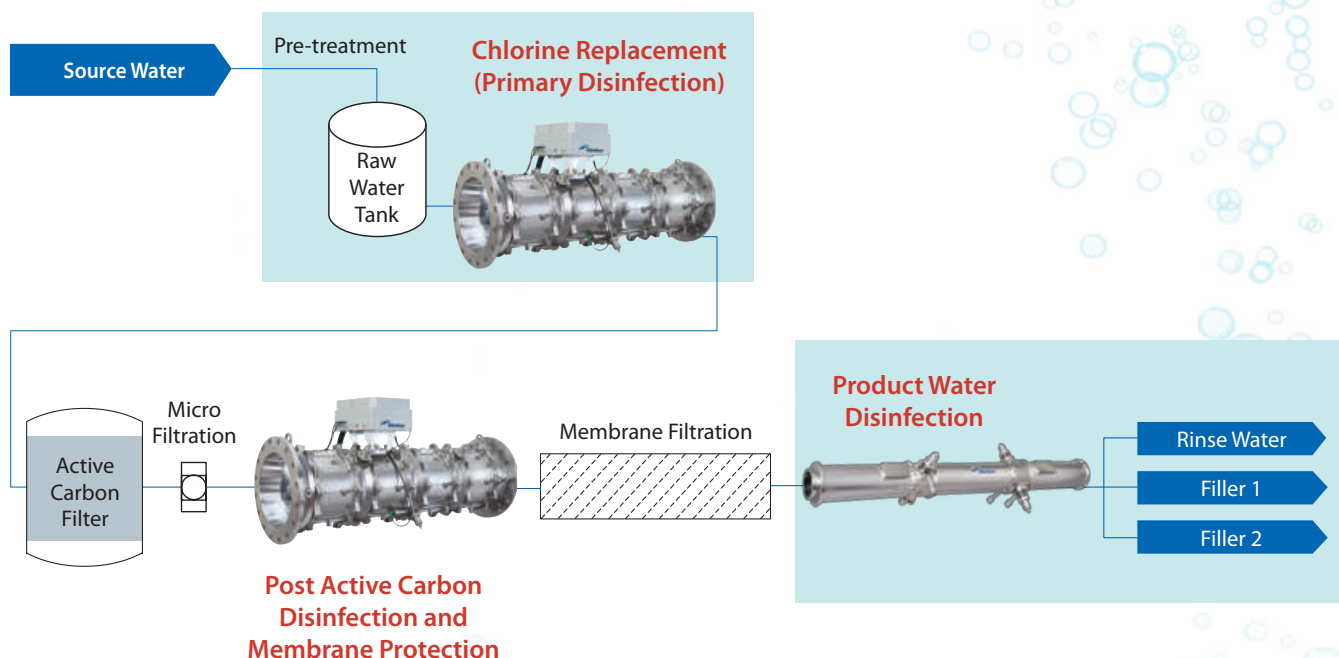 Source Water
Pre-treatment
Chlorine Replacement
(Primary Disinfection)
Raw
Water
Tank
Active
Carbon
Filter
Micro
Filtration
Post Active Carbon
Disinfection and
Membrane Protection
Membrane Filtration
Product Water
Disinfection
Rinse Water
Filler 1
Filler 2